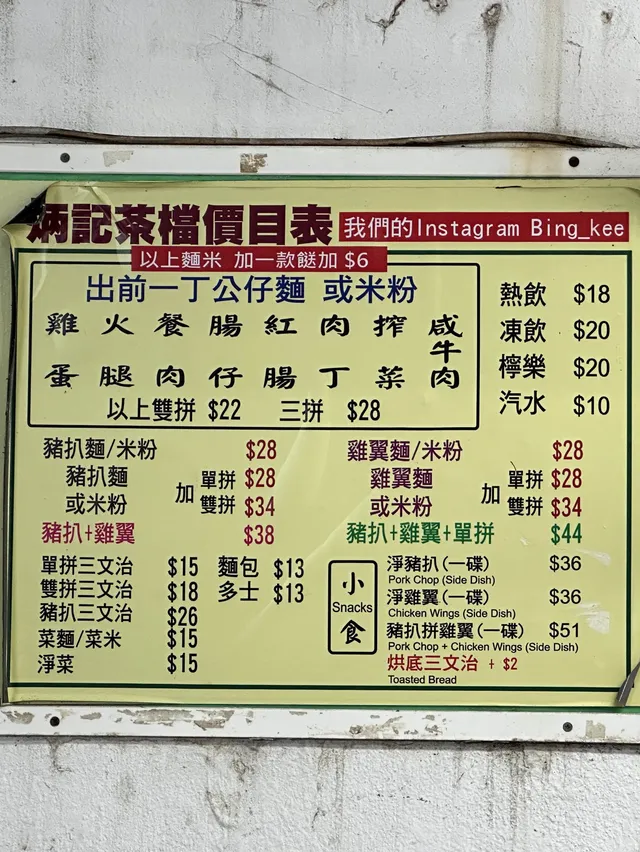 炳記茶檔價目表
我們的Instagram Bing_kee
以上麵米 加一款餸加 $6
出前一丁公仔麵 或米粉
雞蛋 火腿 餐肉 腸仔 紅腸 肉丁 搾菜 咸牛肉
以上雙拼 $22 三拼 $28
熱飲 $18
凍飲 $20
檸樂 $20
汽水 $10
豬扒麵/米粉 $28
豬扒麵 或米粉 加 單拼 $28
雙拼 $34
豬扒+雞翼 $38
雞翼麵/米粉 $28
雞翼麵 或米粉 加 單拼 $28
雙拼 $34
豬扒+雞翼+單拼 $44
單拼三文治 $15
雙拼三文治 $18
豬扒三文治 $26
菜麵/菜米 $15
淨菜 $15
麵包 $13
多士 $13
小食
Snacks
淨豬扒(一碟) $36
Pork Chop (Side Dish)
淨雞翼(一碟) $36
Chicken Wings (Side Dish)
豬扒拼雞翼(一碟) $51
Pork Chop + Chicken Wings (Side Dish)
烘底三文治 + $2
Toasted Bread